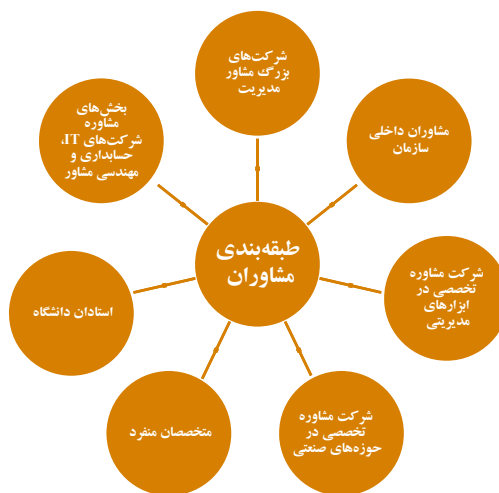 شرکت‌های
بزرگ مشاور
مدیریت
مشاوران داخلی
سازمان
شرکت مشاوره
تخصصی در
ابزارهای
مدیریتی
شرکت مشاوره
تخصصی در
حوزه‌های صنعتی
متخصصان منفرد
استادان دانشگاه
بخش‌های
مشاوره
شرکت‌های IT،
حسابداری و
مهندسی مشاور
طبقه‌بندی
مشاوران